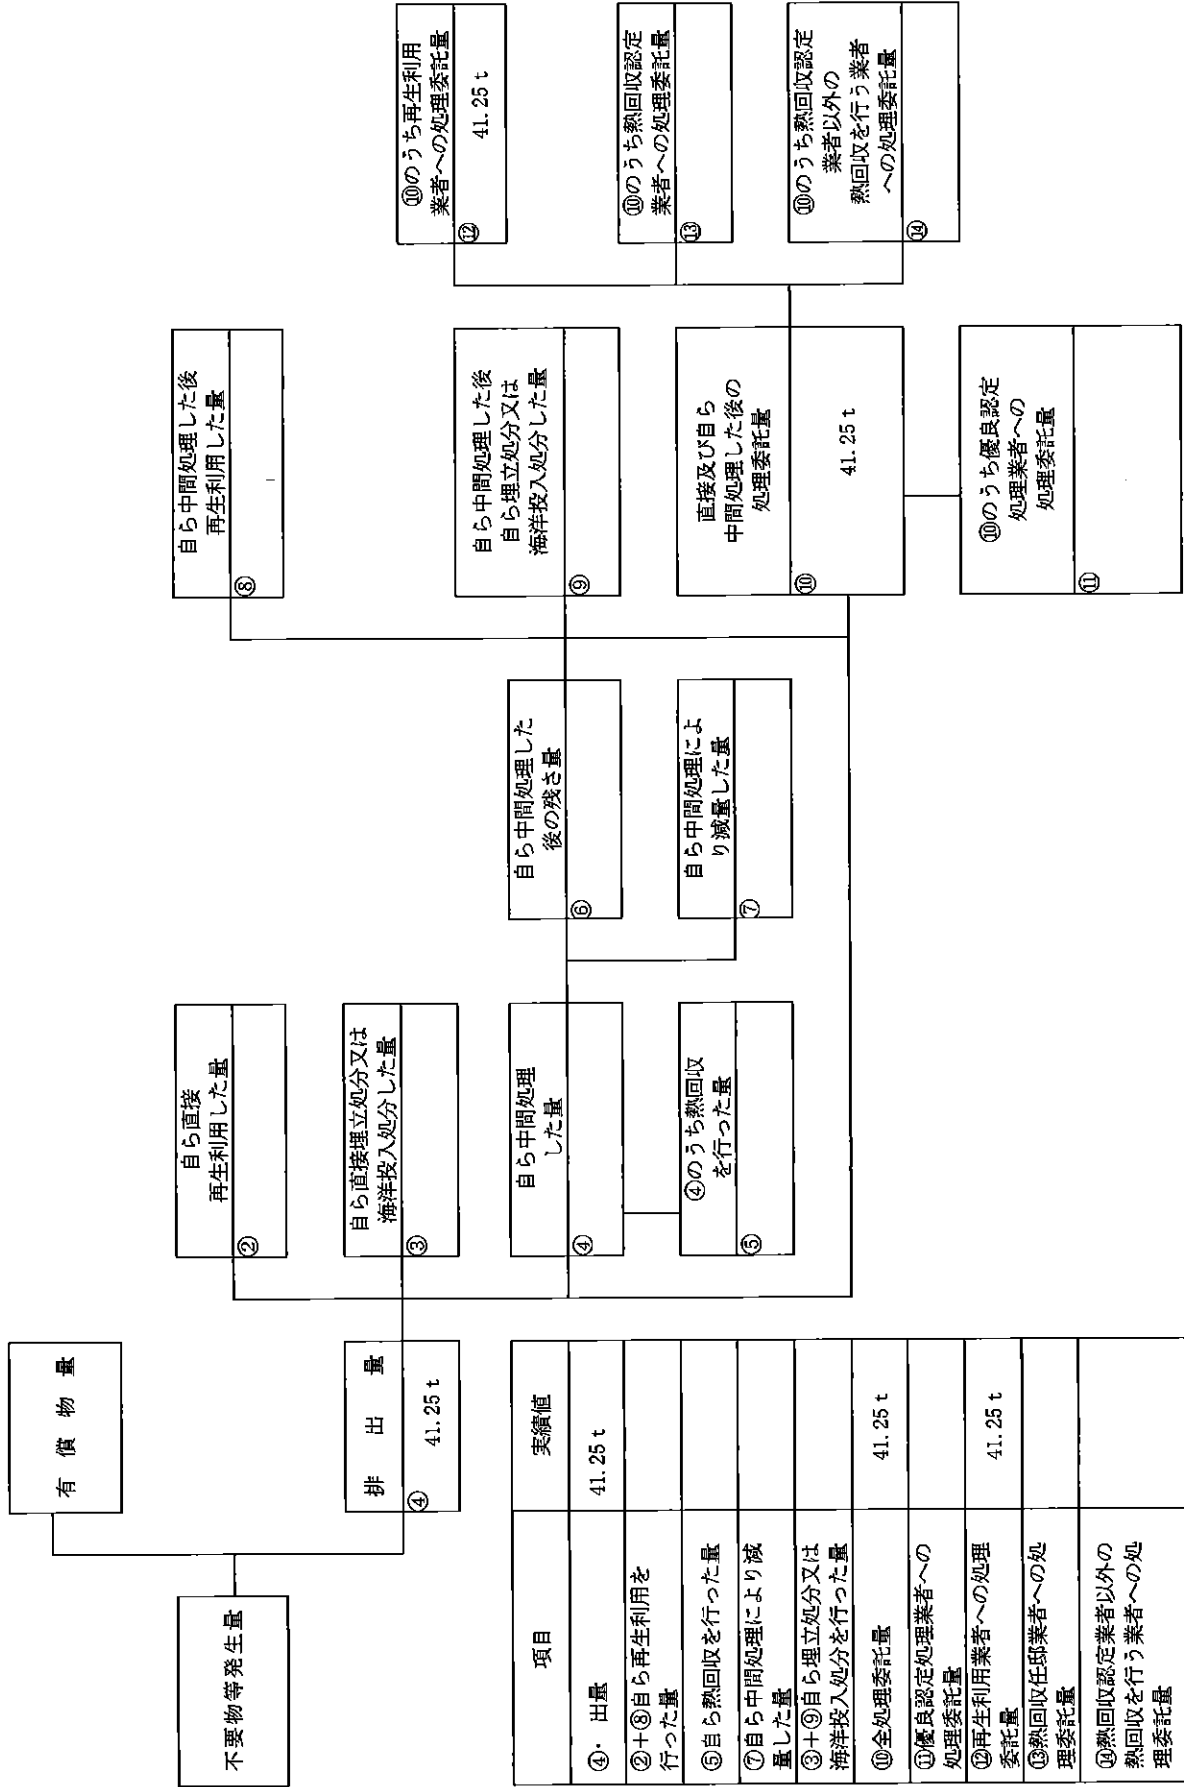 不要物等発生量
有償物量
排出量
④
41.25 t
自ら直接
再生利用した量
②
自ら直接埋立処分又は
海洋投入処分した量
③
自ら中間処理
した量
④
④のうち熱回収
を行った量
⑤
自ら中間処理した
後の残さ量
⑥
自ら中間処理によ
り減量した量
⑦
自ら中間処理した後
再生利用した量
⑧
自ら中間処理した後
自ら埋立処分又は
海洋投入処分した量
⑨
直接及び自ら
中間処理した後の
処理委託量
⑩
41.25 t
⑩のうち優良認定
処理業者への
処理委託量
⑪
⑩のうち再生利用
業者への処理委託量
⑫
41.25 t
⑩のうち熱回収認定
業者への処理委託量
⑬
⑩のうち熱回収認定
業者以外の
熱回収を行う業者
への処理委託量
⑭
項目 実績値
④・出量 41.25 t
②+⑧自ら再生利用を
行った量
⑤自ら熱回収を行った量
⑦自ら中間処理により減
量した量
③+⑨自ら埋立処分又は
海洋投入処分を行った量
⑩全処理委託量 41.25 t
⑪優良認定処理業者への
処理委託量
⑫再生利用業者への処理
委託量 41.25 t
⑬熱回収任邸業者への処
理委託量
⑭熱回収認定業者以外の
熱回収を行う業者への処
理委託量